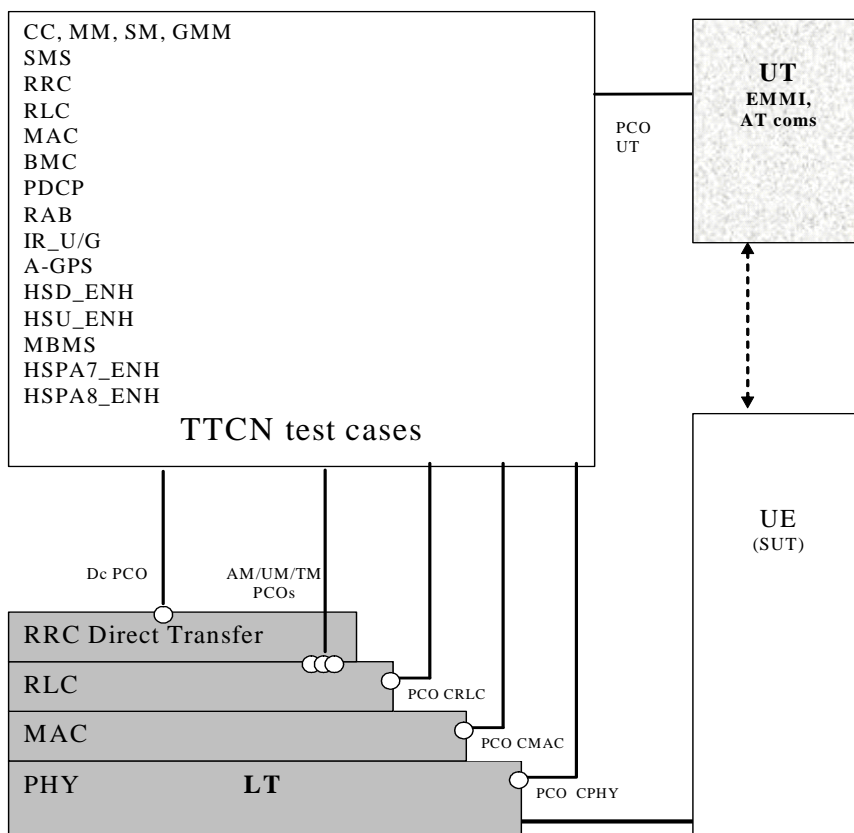 CC, MM, SM, GMM
SMS
RRC
RLC
MAC
BMC
PDCP
RAB
IR_U/G
A-GPS
HSD_ENH
HSU_ENH
MBMS
HSPA7_ENH
HSPA8_ENH
TTCN test cases
PCO
UT
UT
EMMI,
AT coms
UE
(SUT)
Dc PCO
AM/UM/TM
PCOs
RRC Direct Transfer
RLC
PCO CRLC
MAC
PCO CMAC
PHY
LT
PCO CPHY